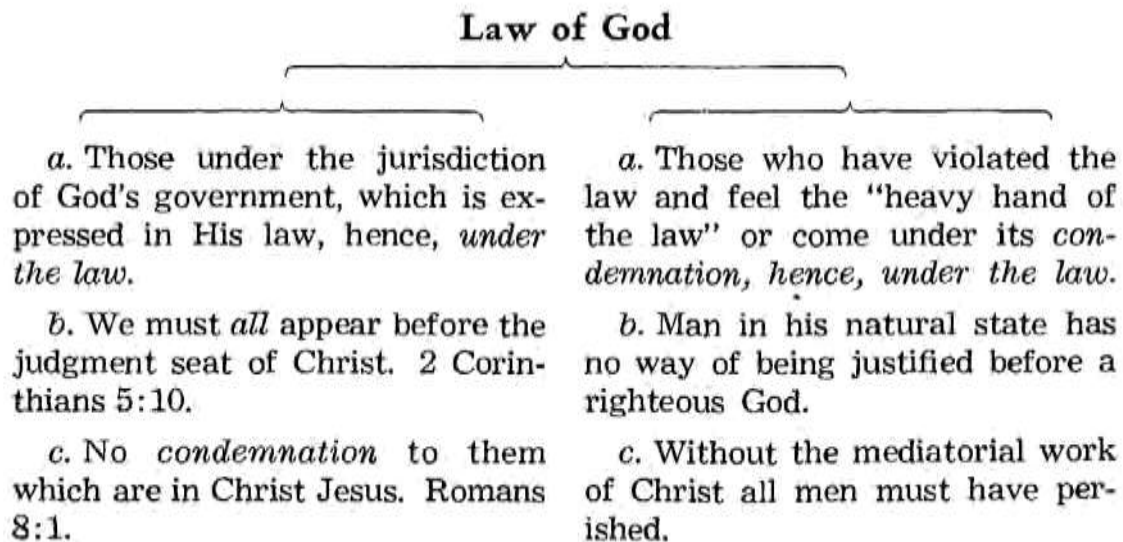 Law of God
a. Those under the jurisdiction
of God's government, which is ex-
pressed in His law, hence, under
the law.
b. We must all appear before the
judgment seat of Christ. 2 Corin-
thians 5:10.
c. No condemnation to them
which are in Christ Jesus. Romans
8:1.
a. Those who have violated the
law and feel the "heavy hand of
the law" or come under its con-
demnation, hence, under the law.
b. Man in his natural state has
no way of being justified before a
righteous God.
c. Without the mediatorial work
of Christ all men must have per-
ished.